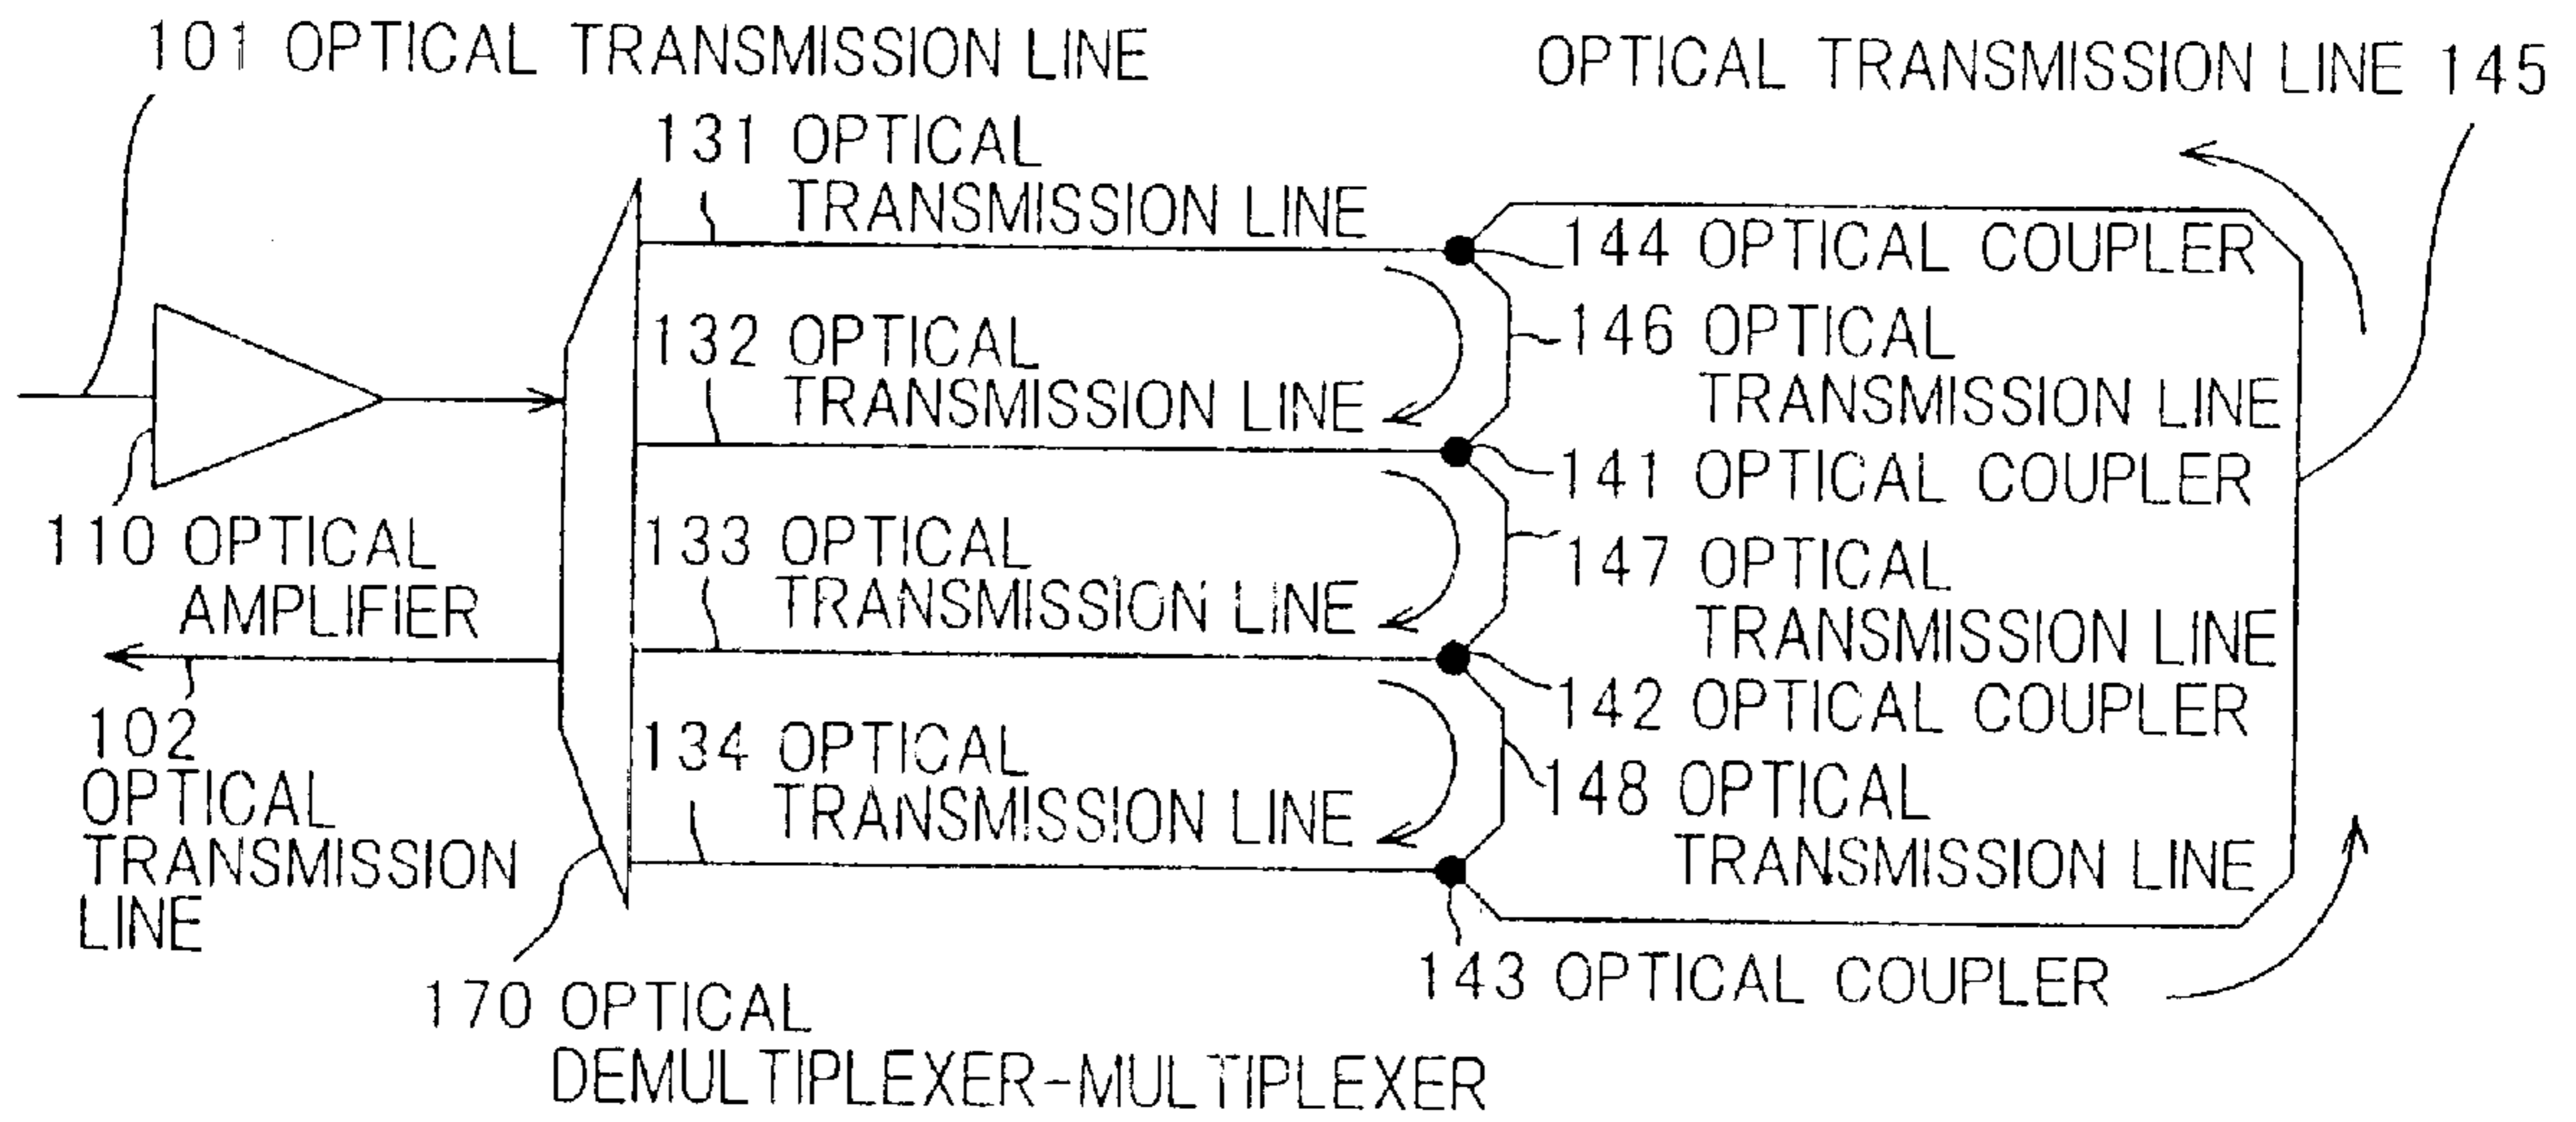 101 OPTICAL TRANSMISSION LINE
OPTICAL TRANSMISSION LINE 145
131 OPTICAL
TRANSMISSION LINE
144 OPTICAL COUPLER
132 OPTICAL
TRANSMISSION LINE
146 OPTICAL
TRANSMISSION LINE
141 OPTICAL COUPLER
110 OPTICAL
AMPLIFIER
133 OPTICAL
TRANSMISSION LINE
147 OPTICAL
TRANSMISSION LINE
142 OPTICAL COUPLER
102
OPTICAL
TRANSMISSION
LINE
134 OPTICAL
TRANSMISSION LINE
148 OPTICAL
TRANSMISSION LINE
143 OPTICAL COUPLER
170 OPTICAL
DEMULTIPLEXER-MULTIPLEXER